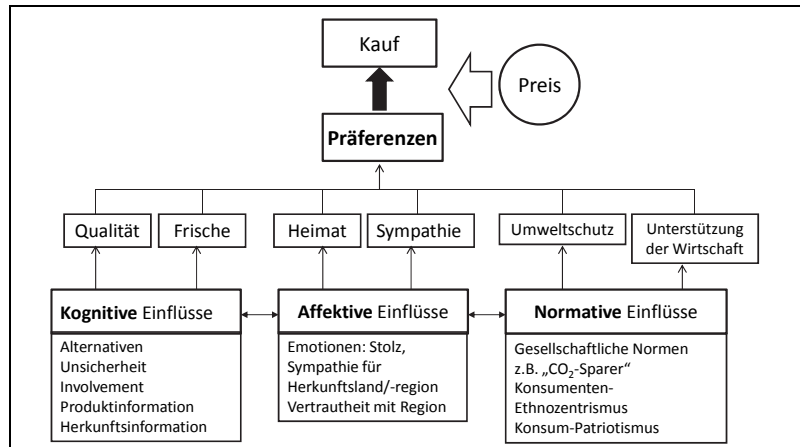 Kauf
Preis
Präferenzen
Qualität
Frische
Heimat
Sympathie
Umweltschutz
Unterstützung
der Wirtschaft
Kognitive Einflüsse
Alternativen
Unsicherheit
Involvement
Produktinformation
Herkunftsinformation
Affektive Einflüsse
Emotionen: Stolz,
Sympathie für
Herkunftsland/-region
Vertrautheit mit Region
Normative Einflüsse
Gesellschaftliche Normen
z.B. „CO₂-Sparer“
Konsumenten-
Ethnozentrismus
Konsum-Patriotismus